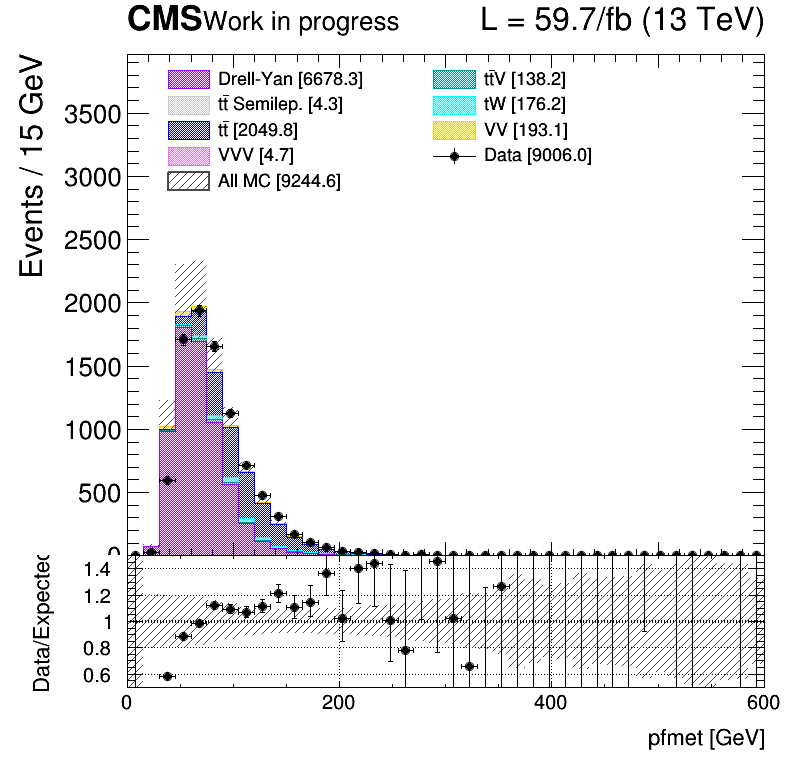 CMS Work in progress L = 59.7/fb (13 TeV)
Events / 15 GeV
3500
3000
2500
2000
1500
1000
500
0
Drell-Yan [6678.3]
tt̄ Semilep. [4.3]
tt̄ [2049.8]
VVV [4.7]
All MC [9244.6]
tt̄V [138.2]
tW [176.2]
VV [193.1]
Data [9006.0]
Data/Expected
1.4
1.2
1
0.8
0.6
0 200 400 600
pfmet [GeV]